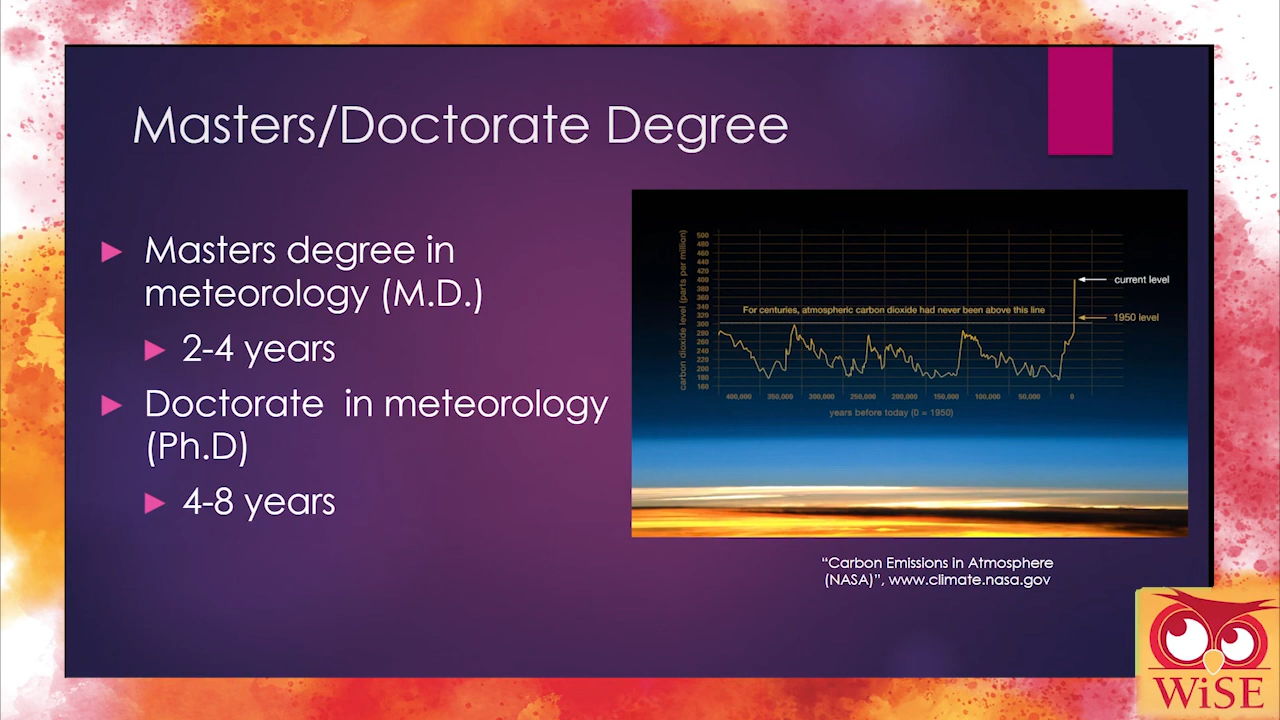 Masters/Doctorate Degree
Masters degree in
meteorology (M.D.)
2-4 years
Doctorate in meteorology
(Ph.D)
4-8 years
carbon dioxide level (parts per million)
500
480
460
440
420
400
380
360
340
320
300
280
260
240
220
200
180
160
For centuries, atmospheric carbon dioxide had never been above this line
current level
1950 level
400,000 350,000 300,000 250,000 200,000 150,000 100,000 50,000 0
years before today (0 = 1950)
“Carbon Emissions in Atmosphere
(NASA)”, www.climate.nasa.gov
WiSE